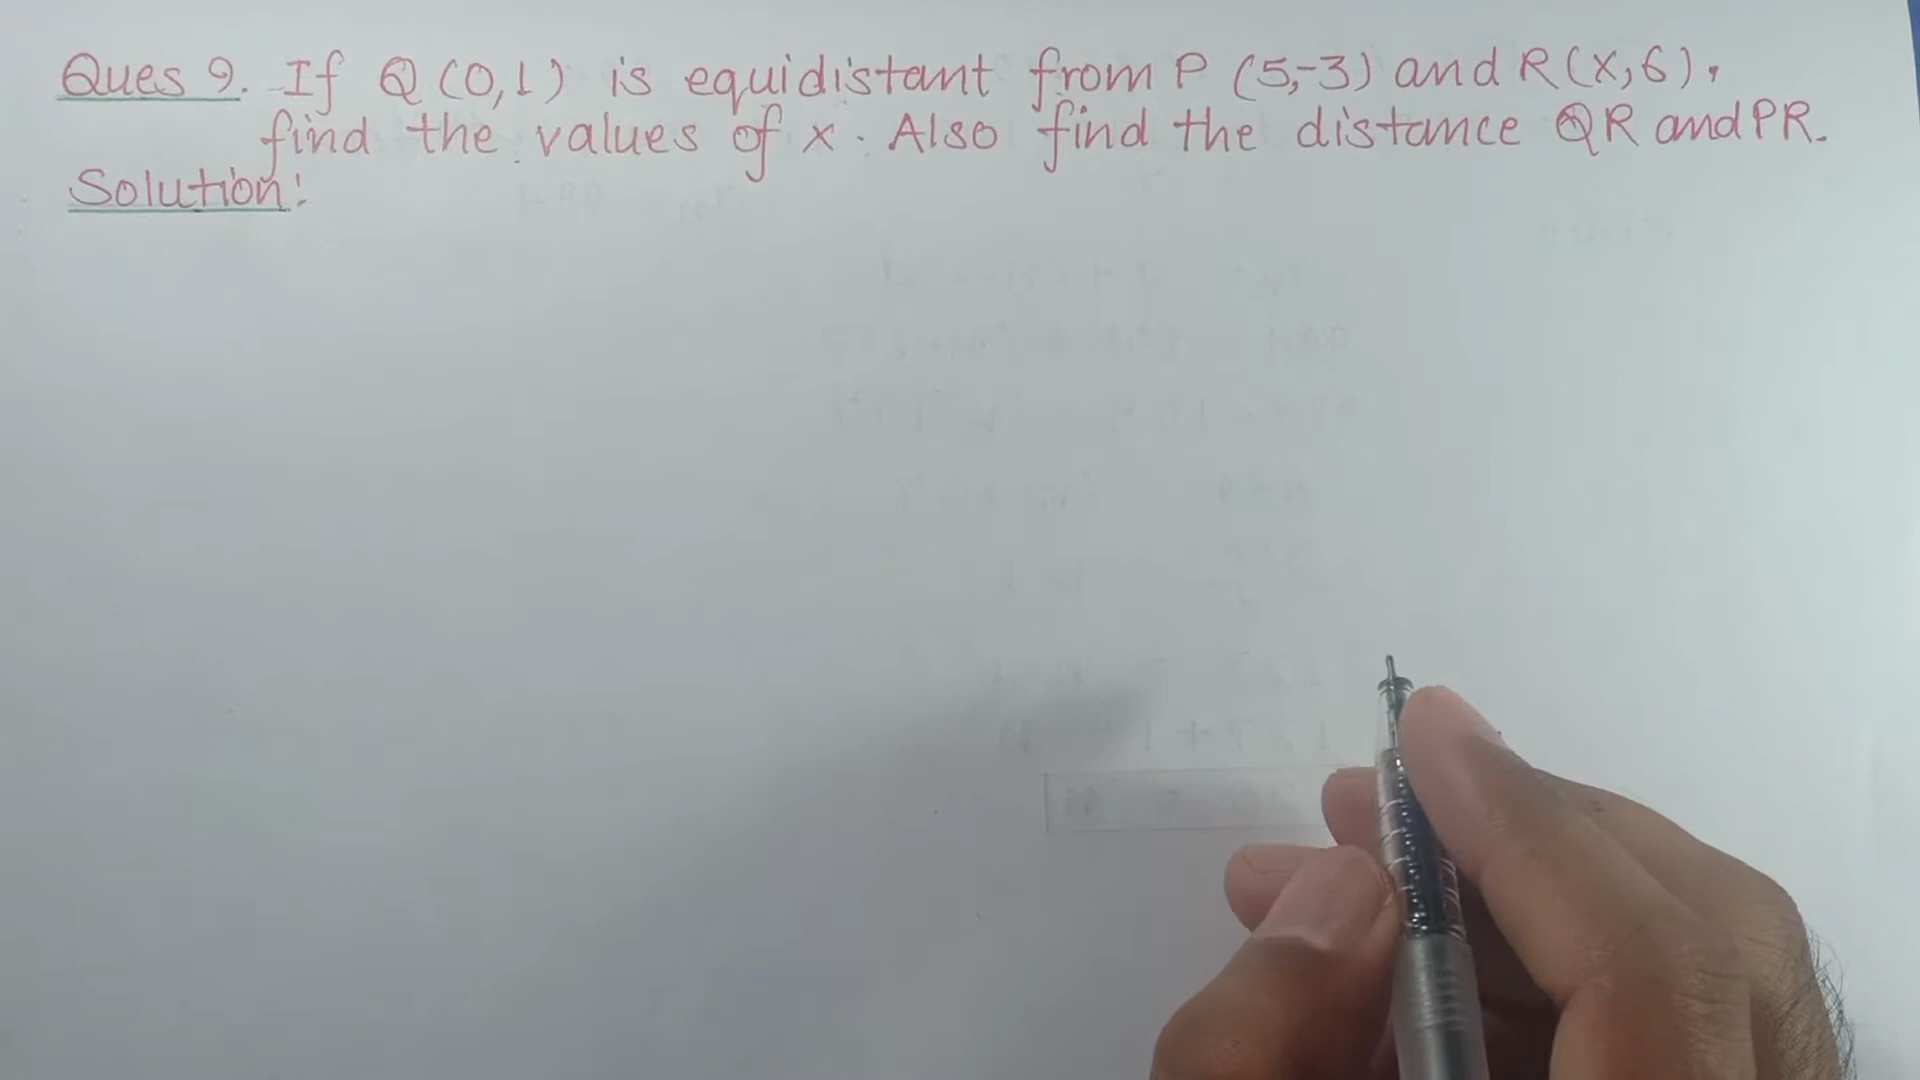 Ques 9. If Q (0,1) is equidistant from P (5,-3) and R(x,6),
find the values of x. Also find the distance QR and PR.
Solution: